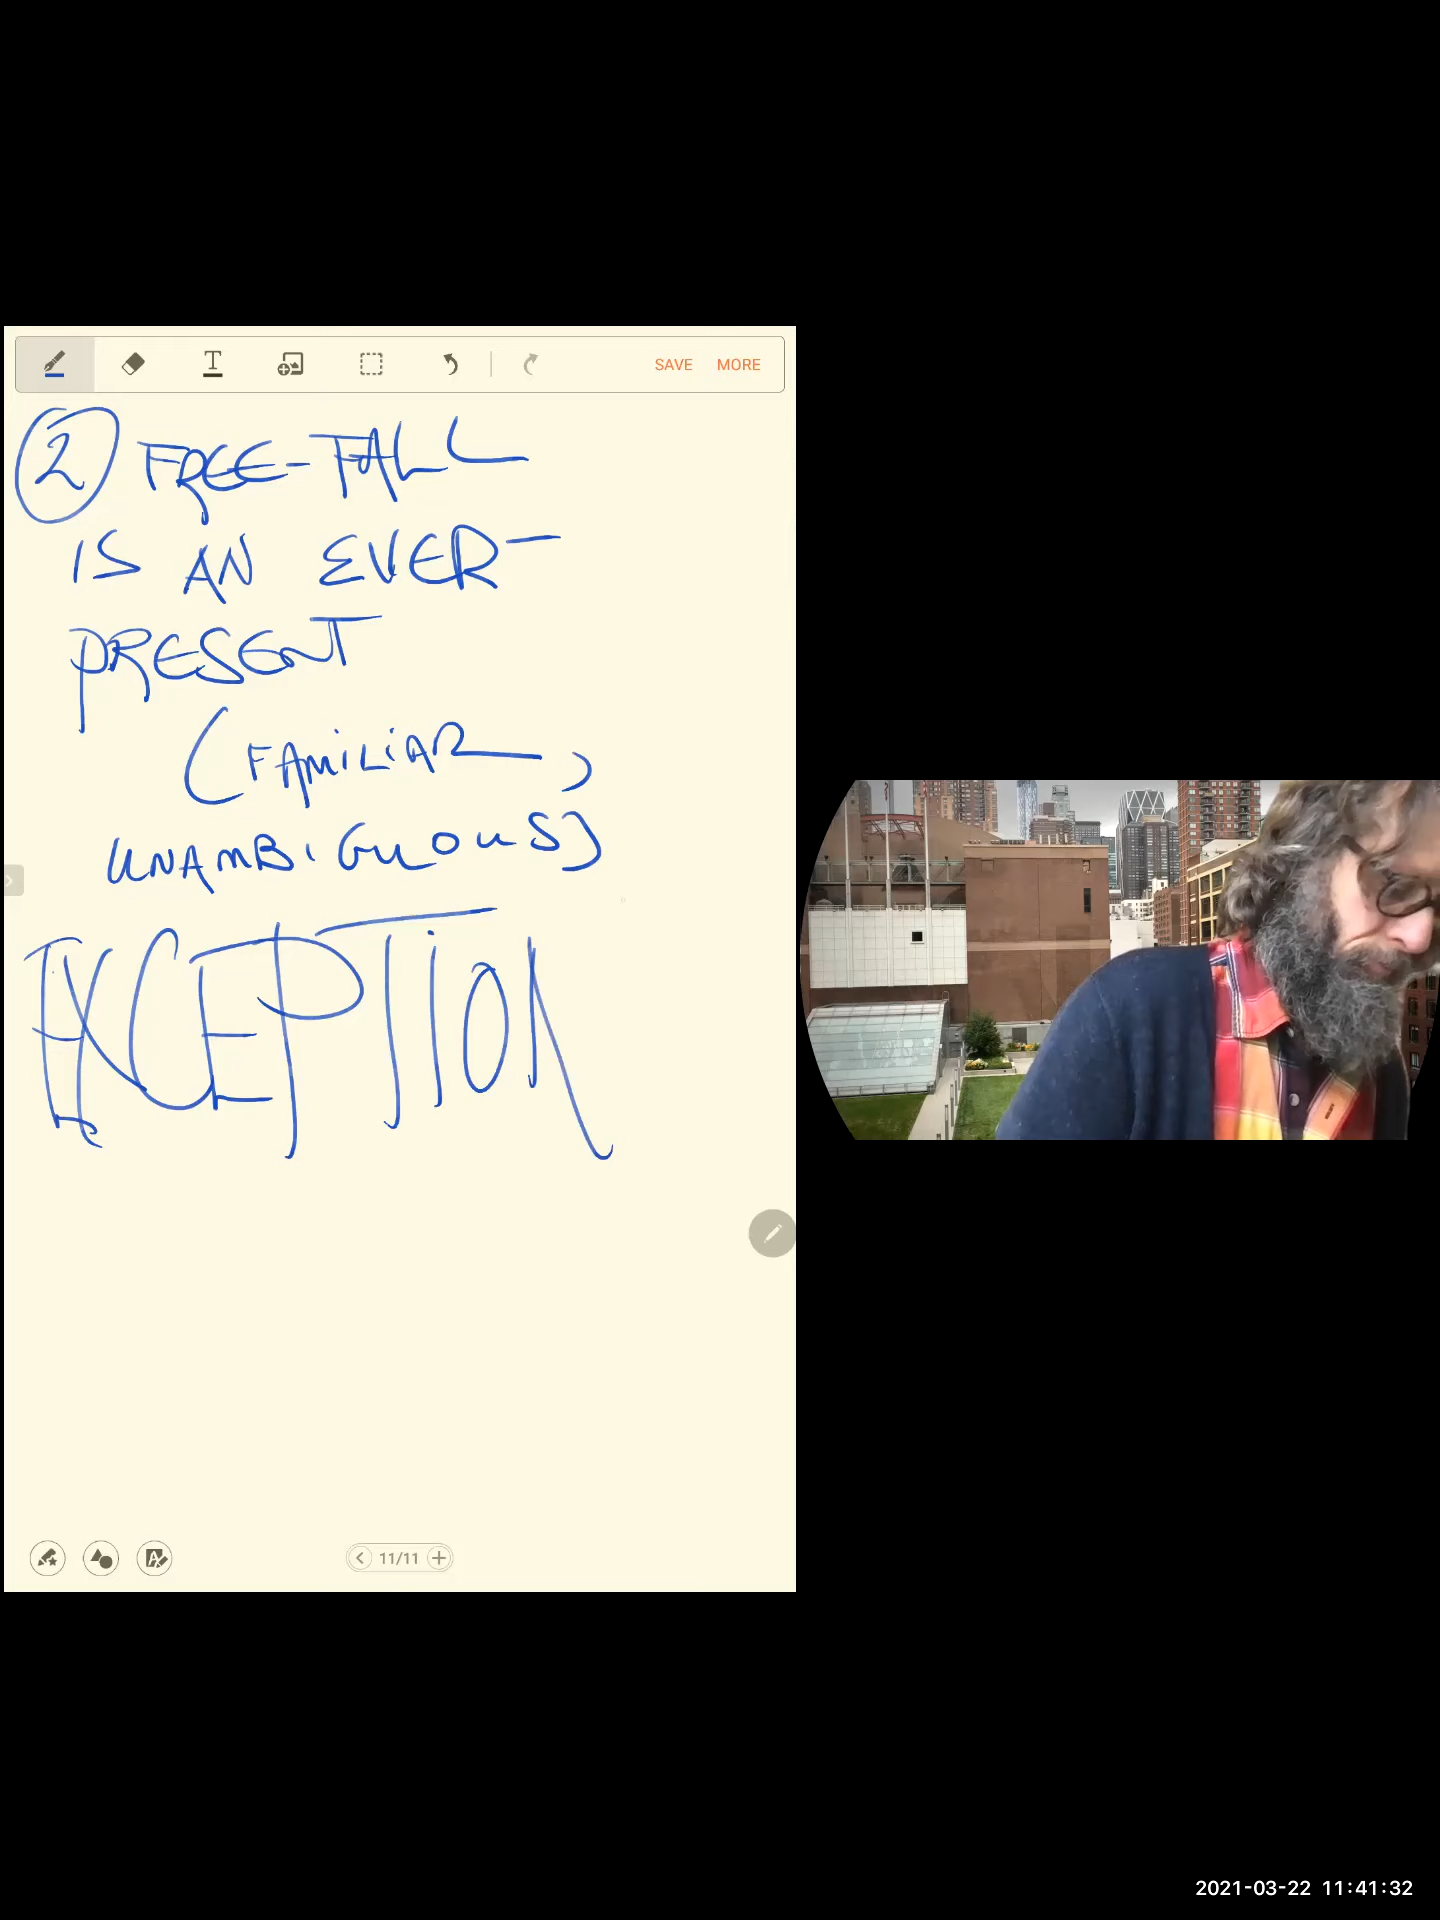 SAVE MORE
2 FREE-FALL
IS AN EVER-
PRESENT
(FAMILIAR,
UNAMBIGUOUS)
EXCEPTION
11/11
2021-03-22 11:41:32